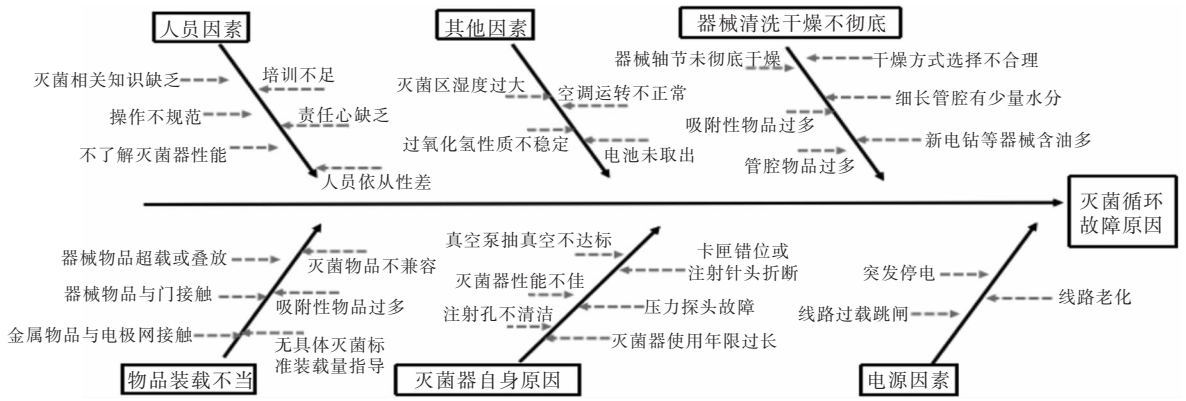 人员因素
灭菌相关知识缺乏
培训不足
操作不规范
责任心缺乏
不了解灭菌器性能
人员依从性差
其他因素
灭菌区湿度过大
空调运转不正常
过氧化氢性质不稳定
电池未取出
器械清洗干燥不彻底
器械轴节未彻底干燥
干燥方式选择不合理
细长管腔有少量水分
吸附性物品过多
新电钻等器械含油多
管腔物品过多
灭菌循环
故障原因
器械物品超载或叠放
灭菌物品不兼容
器械物品与门接触
吸附性物品过多
金属物品与电极网接触
无具体灭菌标
准装载量指导
物品装载不当
真空泵抽真空不达标
卡匣错位或
注射针头折断
灭菌器性能不佳
压力探头故障
注射孔不清洁
灭菌器使用年限过长
灭菌器自身原因
突发停电
线路老化
线路过载跳闸
电源因素